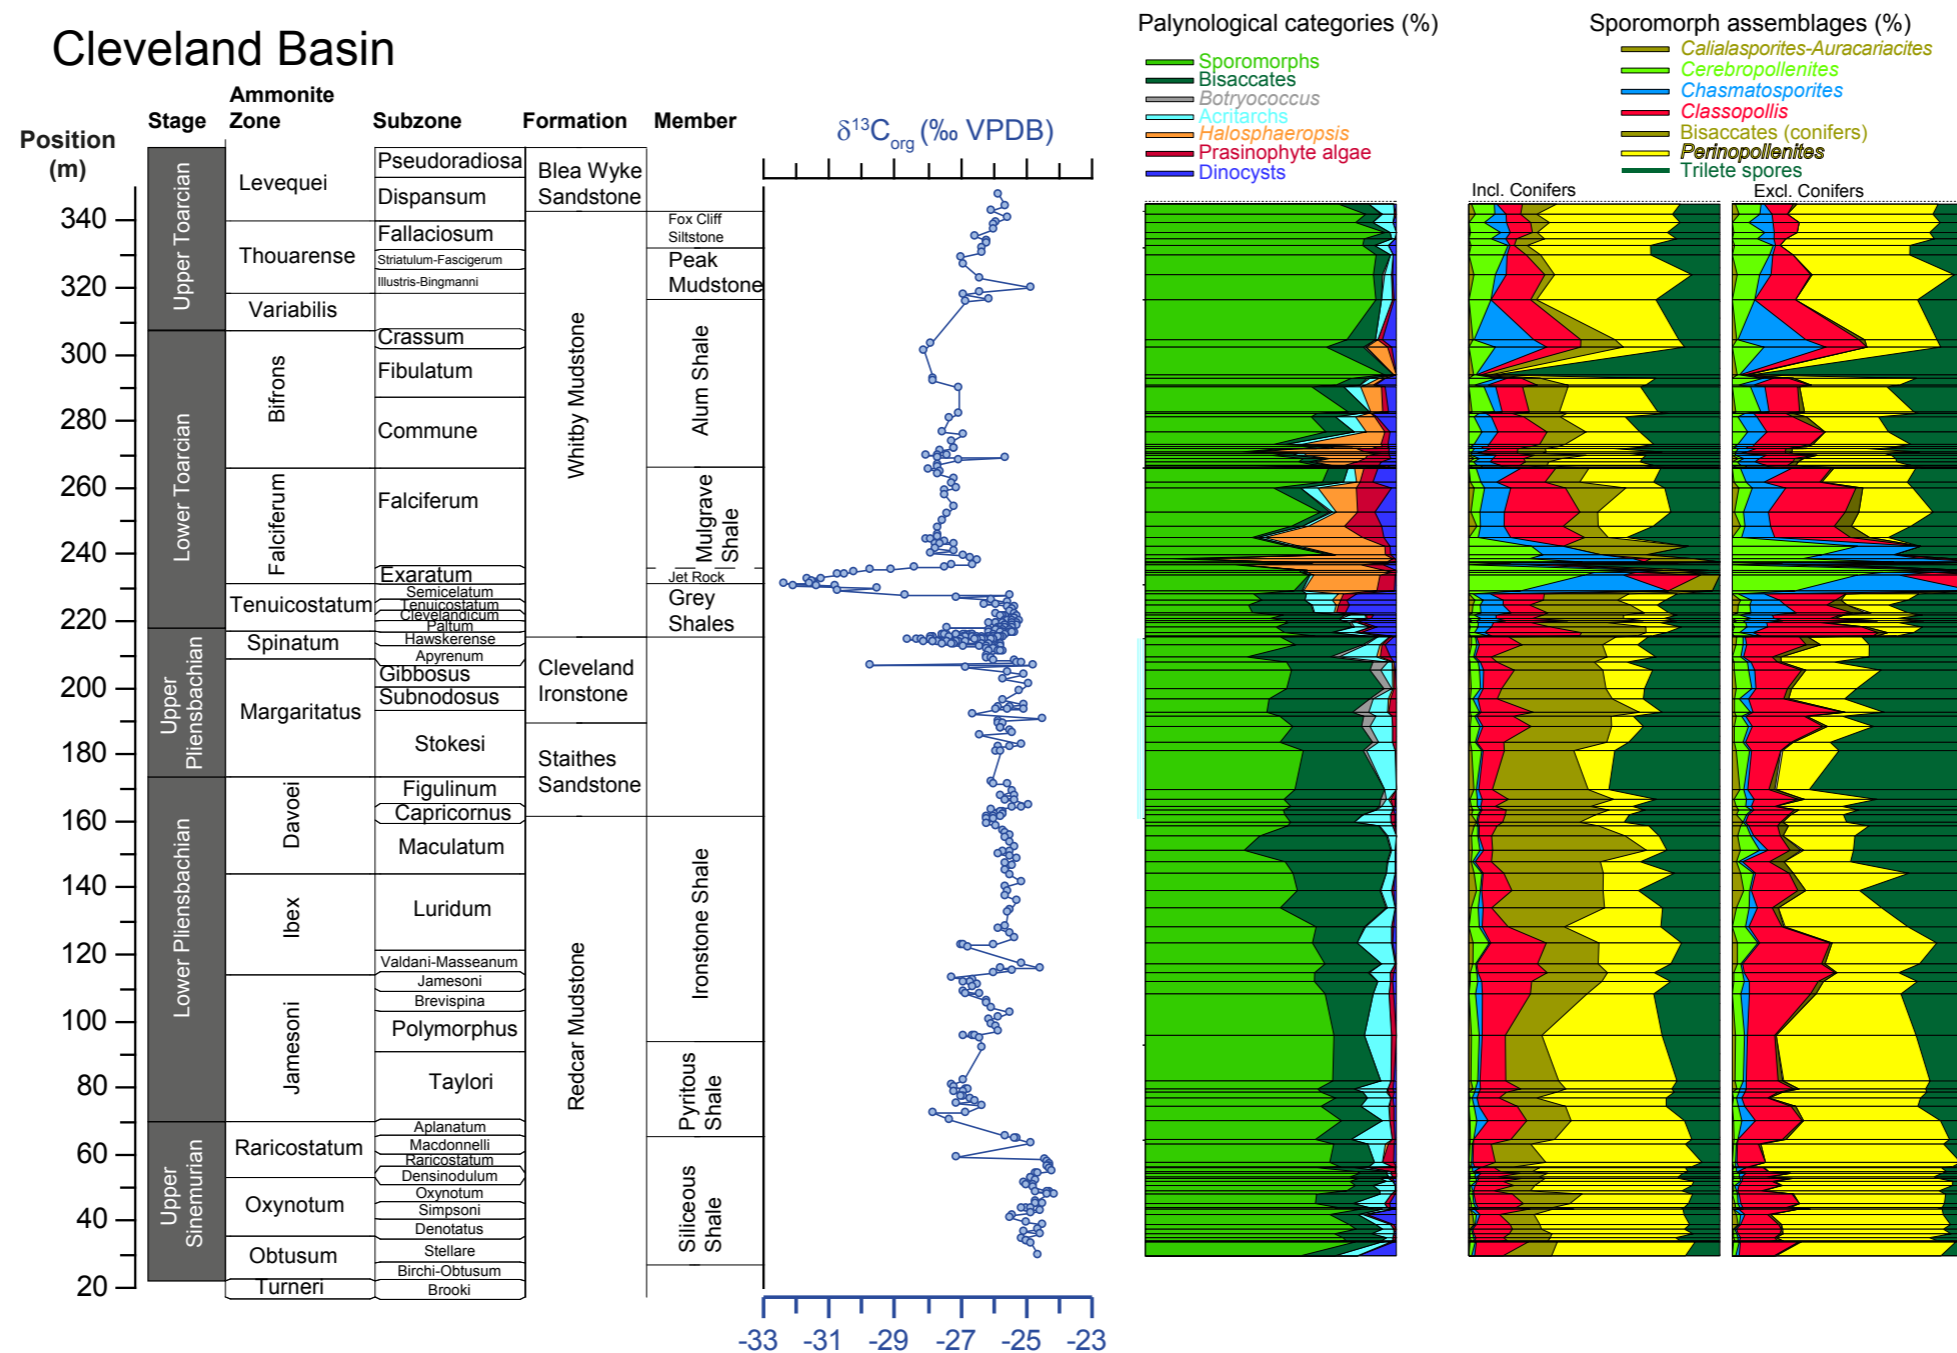 Cleveland Basin
Palynological categories (%)
Sporomorphs
Bisaccates
Botryococcus
Acritarchs
Halosphaeropsis
Prasinophyte algae
Dinocysts
Sporomorph assemblages (%)
Calialasporites-Auracariacites
Cerebropollenites
Chasmatosporites
Classopollis
Bisaccates (conifers)
Perinopollenites
Trilete spores
Incl. Conifers
Excl. Conifers
Position
(m)
Stage
Ammonite
Zone
Subzone
Formation
Member
δ13Corg (‰ VPDB)
340
320
300
280
260
240
220
200
180
160
140
120
100
80
60
40
20
Upper Toarcian
Lower Toarcian
Upper
Pliensbachian
Lower Pliensbachian
Upper
Sinemurian
Levequei
Thouarense
Variabilis
Bifrons
Falciferum
Tenuicostatum
Spinatum
Margaritatus
Davoei
Ibex
Jamesoni
Raricostatum
Oxynotum
Obtusum
Turneri
Pseudoradiosa
Dispansum
Fallaciosum
Striatulum-Fascigerum
Illustris-Bingmanni
Crassum
Fibulatum
Commune
Falciferum
Exaratum
Semicelatum
Tenuicostatum
Clevelandicum
Paltum
Hawskerense
Apyrenum
Gibbosus
Subnodosus
Stokesi
Figulinum
Capricornus
Maculatum
Luridum
Valdani-Masseanum
Jamesoni
Brevispina
Polymorphus
Taylori
Aplanatum
Macdonnelli
Raricostatum
Densinodulum
Oxynotum
Simpsoni
Denotatus
Stellare
Birchi-Obtusum
Brooki
Blea Wyke
Sandstone
Whitby Mudstone
Cleveland
Ironstone
Staithes
Sandstone
Redcar Mudstone
Fox Cliff
Siltstone
Peak
Mudstone
Alum Shale
Mulgrave
Shale
Jet Rock
Grey
Shales
Ironstone Shale
Pyritous
Shale
Siliceous
Shale
-33
-31
-29
-27
-25
-23